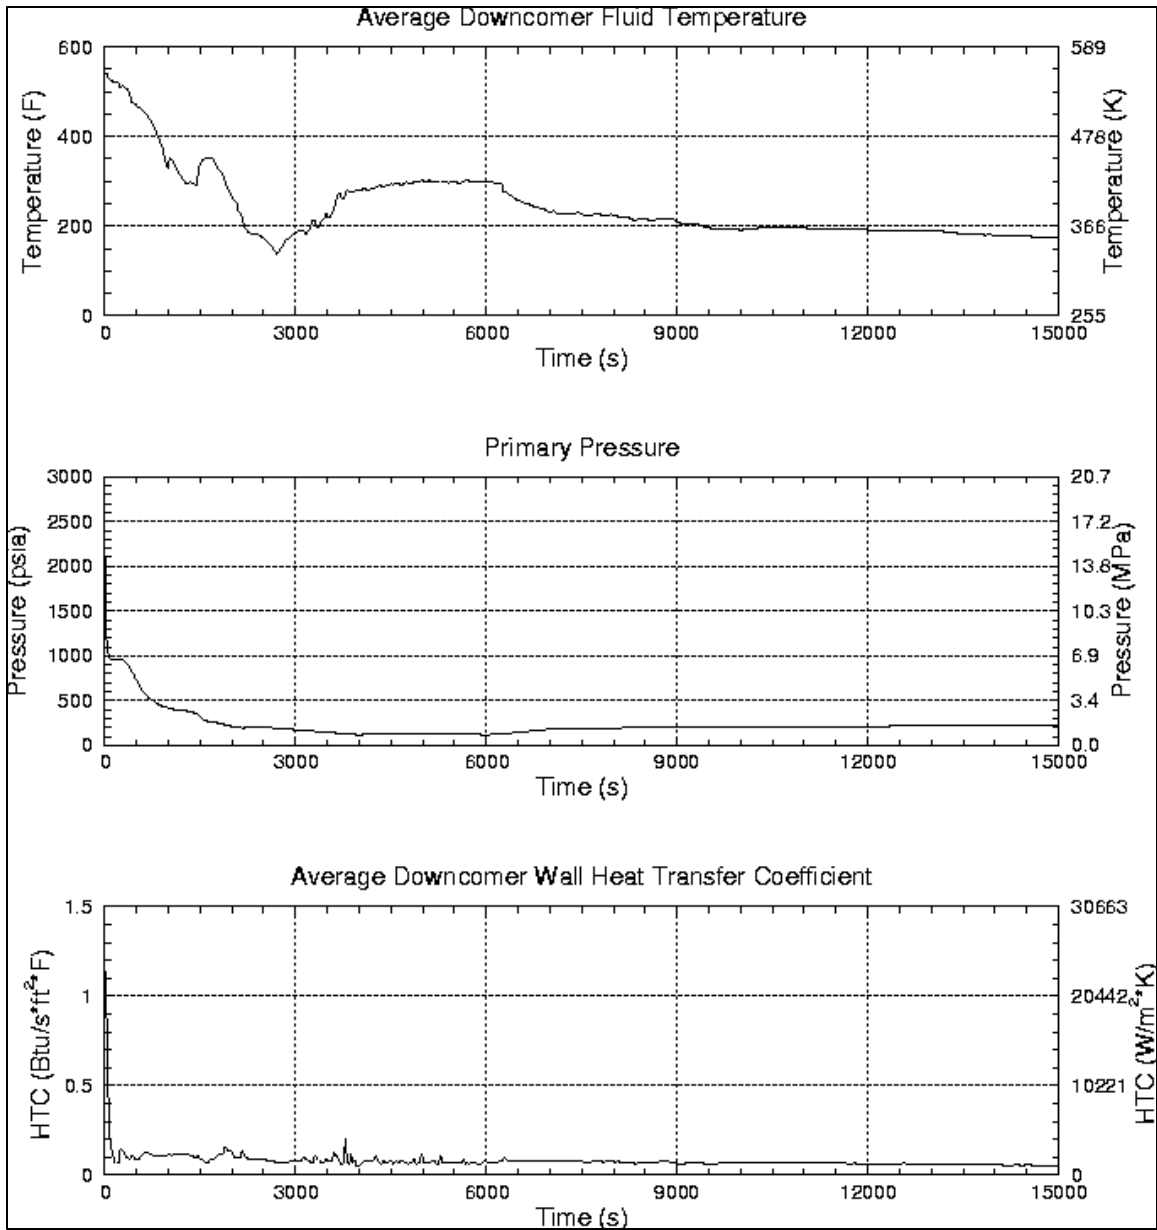 Average Downcomer Fluid Temperature
600
400
200
0
589
478
366
255
Temperature (F)
Temperature (K)
0 3000 6000 9000 12000 15000
Time (s)
Primary Pressure
3000
2500
2000
1500
1000
500
0
20.7
17.2
13.8
10.3
6.9
3.4
0.0
Pressure (psia)
Pressure (MPa)
0 3000 6000 9000 12000 15000
Time (s)
Average Downcomer Wall Heat Transfer Coefficient
1.5
1
0.5
0
30663
20442
10221
0
HTC (Btu/s*ft²*F)
HTC (W/m²*K)
0 3000 6000 9000 12000 15000
Time (s)